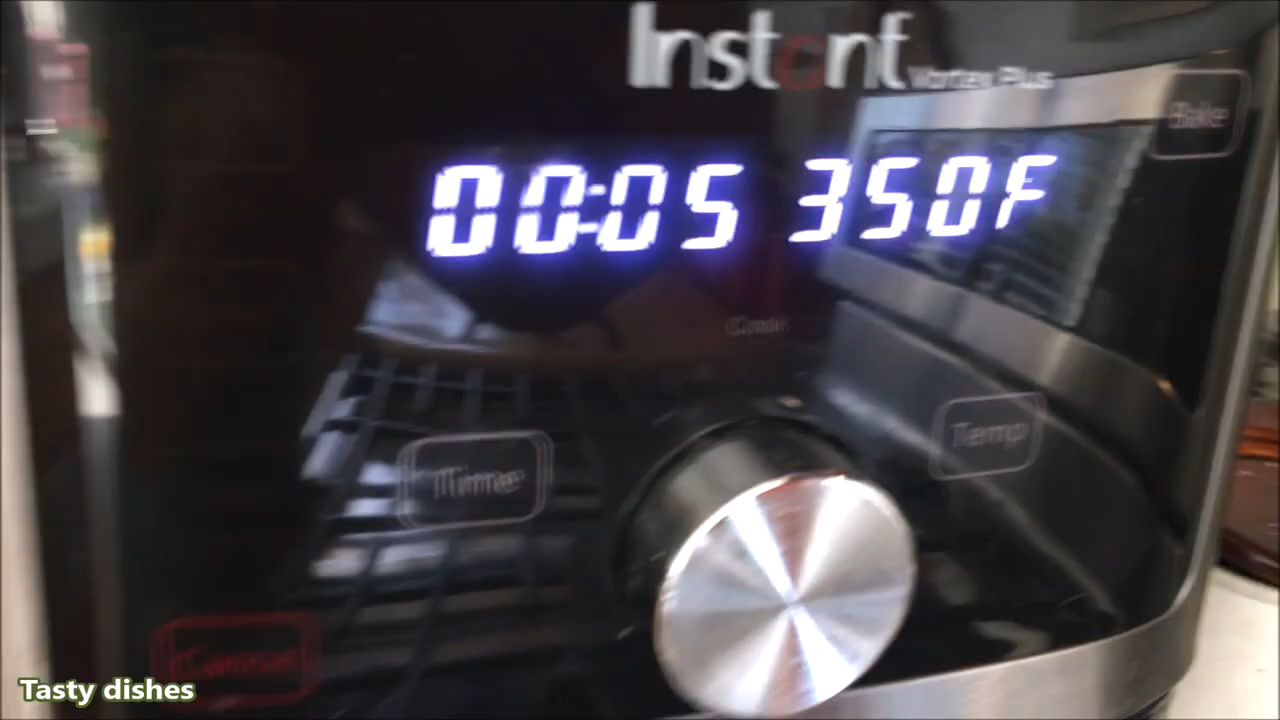 Instant Vortex Plus
Bake
00:05 350F
Temp
Time
Cancel
Tasty dishes